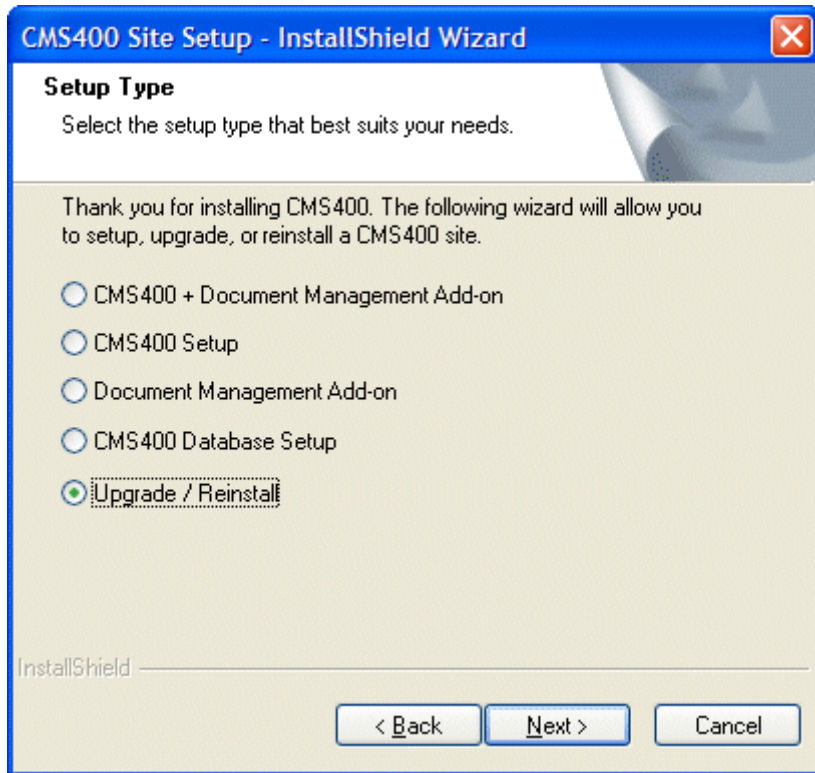 CMS400 Site Setup - InstallShield Wizard
Setup Type
Select the setup type that best suits your needs.
Thank you for installing CMS400. The following wizard will allow you
to setup, upgrade, or reinstall a CMS400 site.
CMS400 + Document Management Add-on
CMS400 Setup
Document Management Add-on
CMS400 Database Setup
Upgrade / Reinstall
InstallShield
< Back Next > Cancel